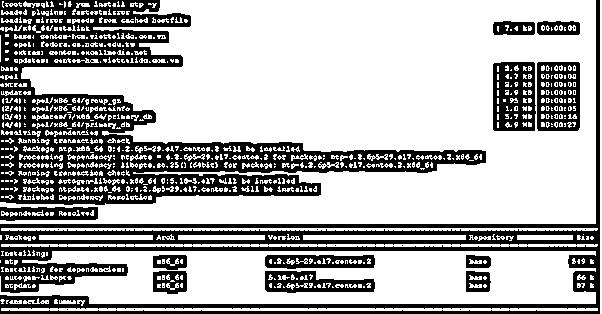 [root@mysql1 ~]# yum install ntp -y
Loaded plugins: fastestmirror
Loading mirror speeds from cached hostfile
epel/x86_64/metalink | 7.4 kB 00:00:00
* base: centos-hcm.viettelidc.com.vn
* epel: fedora.cs.nctu.edu.tw
* extras: centos.excellmedia.net
* updates: centos-hcm.viettelidc.com.vn
base | 3.6 kB 00:00:00
epel | 4.7 kB 00:00:00
extras | 2.9 kB 00:00:00
updates | 2.9 kB 00:00:00
(1/4): epel/x86_64/group_gz | 95 kB 00:00:01
(2/4): epel/x86_64/updateinfo | 1.0 MB 00:00:05
(3/4): updates/7/x86_64/primary_db | 3.7 MB 00:00:16
(4/4): epel/x86_64/primary_db | 6.9 MB 00:00:27
Resolving Dependencies
--> Running transaction check
---> Package ntp.x86_64 0:4.2.6p5-29.el7.centos.2 will be installed
--> Processing Dependency: ntpdate = 4.2.6p5-29.el7.centos.2 for package: ntp-4.2.6p5-29.el7.centos.2.x86_64
--> Processing Dependency: libopts.so.25()(64bit) for package: ntp-4.2.6p5-29.el7.centos.2.x86_64
--> Running transaction check
---> Package autogen-libopts.x86_64 0:5.18-5.el7 will be installed
---> Package ntpdate.x86_64 0:4.2.6p5-29.el7.centos.2 will be installed
--> Finished Dependency Resolution
Dependencies Resolved
Package Arch Version Repository Size
Installing:
ntp x86_64 4.2.6p5-29.el7.centos.2 base 549 k
Installing for dependencies:
autogen-libopts x86_64 5.18-5.el7 base 66 k
ntpdate x86_64 4.2.6p5-29.el7.centos.2 base 87 k
Transaction Summary